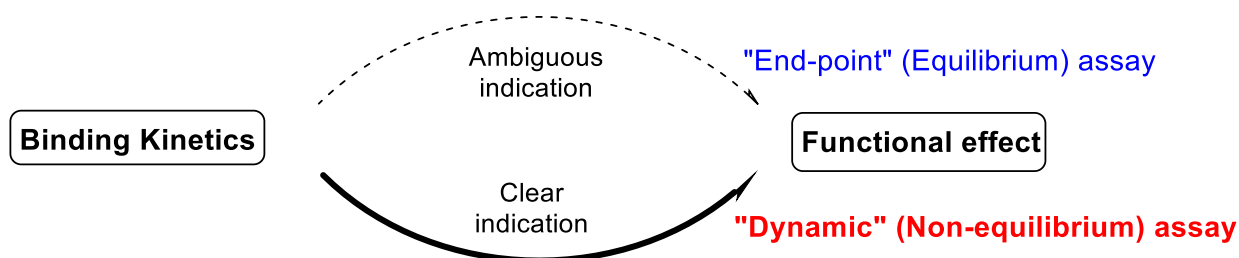 Ambiguous
indication
"End-point" (Equilibrium) assay
Binding Kinetics
Functional effect
Clear
indication
"Dynamic" (Non-equilibrium) assay